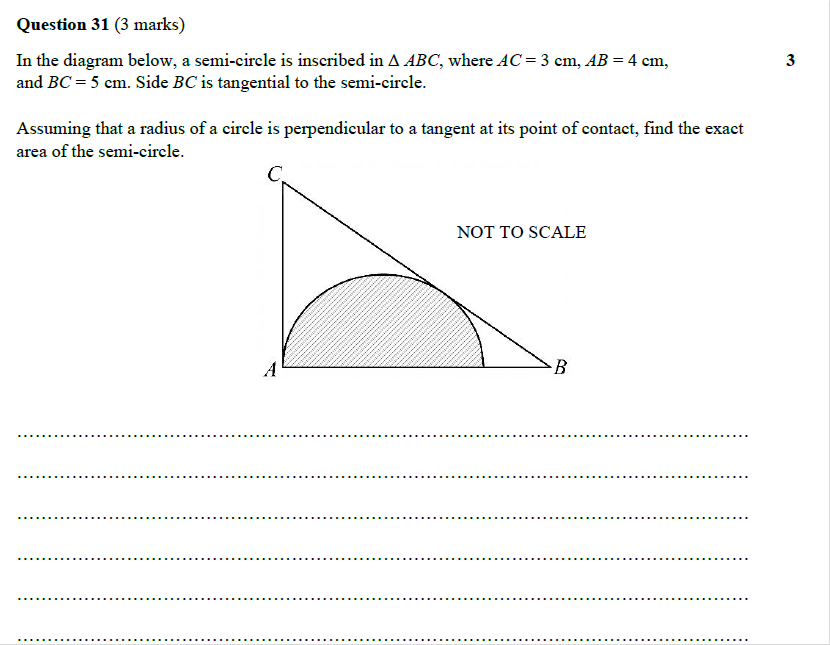 Question 31 (3 marks)
In the diagram below, a semi-circle is inscribed in Δ ABC, where AC = 3 cm, AB = 4 cm, 3
and BC = 5 cm. Side BC is tangential to the semi-circle.
Assuming that a radius of a circle is perpendicular to a tangent at its point of contact, find the exact
area of the semi-circle.
C
NOT TO SCALE
A
B